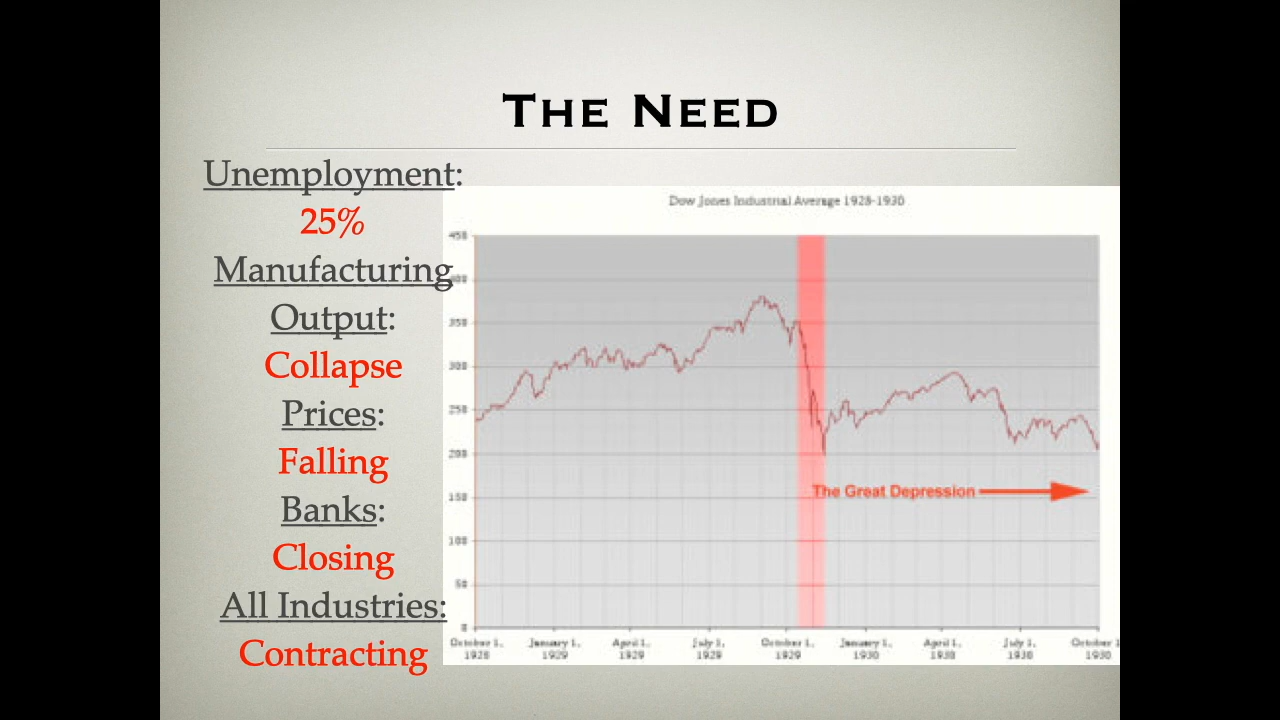 The Need
Unemployment:
25%
Manufacturing
Output:
Collapse
Prices:
Falling
Banks:
Closing
All Industries:
Contracting
Dow Jones Industrial Average 1928-1930
450
400
350
300
250
200
150
100
50
0
The Great Depression
October 1, January 1, April 1, July 1, October 1, January 1, April 1, July 1, October 1,
1928 1929 1929 1929 1929 1930 1930 1930 1930